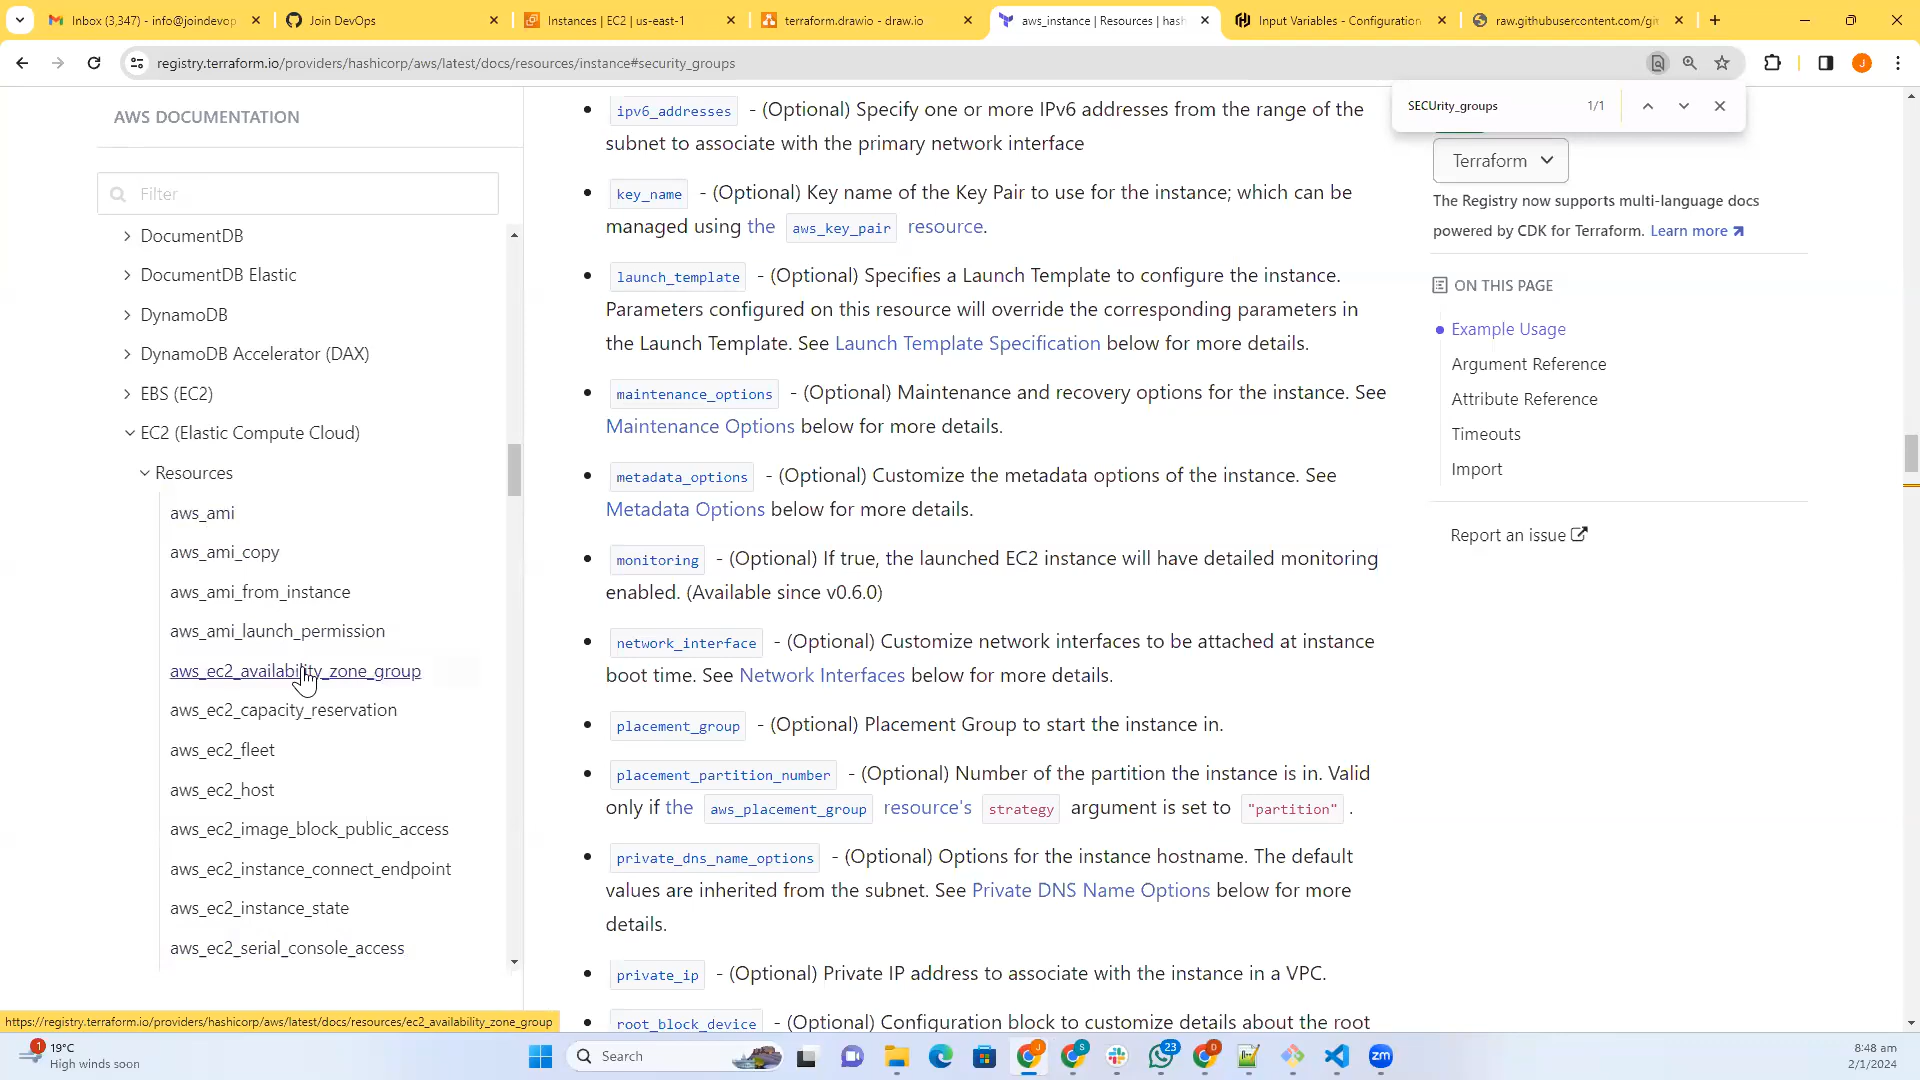 Inbox (3,347) - info@joindevop
Join DevOps
Instances | EC2 | us-east-1
terraform.drawio - draw.io
aws_instance | Resources | hash
Input Variables - Configuration
raw.githubusercontent.com/git
registry.terraform.io/providers/hashicorp/aws/latest/docs/resources/instance#security_groups
J
SECUrity_groups 1/1
AWS DOCUMENTATION
Filter
DocumentDB
DocumentDB Elastic
DynamoDB
DynamoDB Accelerator (DAX)
EBS (EC2)
EC2 (Elastic Compute Cloud)
Resources
aws_ami
aws_ami_copy
aws_ami_from_instance
aws_ami_launch_permission
aws_ec2_availability_zone_group
aws_ec2_capacity_reservation
aws_ec2_fleet
aws_ec2_host
aws_ec2_image_block_public_access
aws_ec2_instance_connect_endpoint
aws_ec2_instance_state
aws_ec2_serial_console_access
ipv6_addresses - (Optional) Specify one or more IPv6 addresses from the range of the
subnet to associate with the primary network interface
key_name - (Optional) Key name of the Key Pair to use for the instance; which can be
managed using the aws_key_pair resource.
launch_template - (Optional) Specifies a Launch Template to configure the instance.
Parameters configured on this resource will override the corresponding parameters in
the Launch Template. See Launch Template Specification below for more details.
maintenance_options - (Optional) Maintenance and recovery options for the instance. See
Maintenance Options below for more details.
metadata_options - (Optional) Customize the metadata options of the instance. See
Metadata Options below for more details.
monitoring - (Optional) If true, the launched EC2 instance will have detailed monitoring
enabled. (Available since v0.6.0)
network_interface - (Optional) Customize network interfaces to be attached at instance
boot time. See Network Interfaces below for more details.
placement_group - (Optional) Placement Group to start the instance in.
placement_partition_number - (Optional) Number of the partition the instance is in. Valid
only if the aws_placement_group resource's strategy argument is set to "partition" .
private_dns_name_options - (Optional) Options for the instance hostname. The default
values are inherited from the subnet. See Private DNS Name Options below for more
details.
private_ip - (Optional) Private IP address to associate with the instance in a VPC.
root_block_device - (Optional) Configuration block to customize details about the root
Terraform
The Registry now supports multi-language docs
powered by CDK for Terraform. Learn more
ON THIS PAGE
Example Usage
Argument Reference
Attribute Reference
Timeouts
Import
Report an issue
https://registry.terraform.io/providers/hashicorp/aws/latest/docs/resources/ec2_availability_zone_group
1
19°C
High winds soon
Search
J
S
23
D
zm
8:48 am
2/1/2024